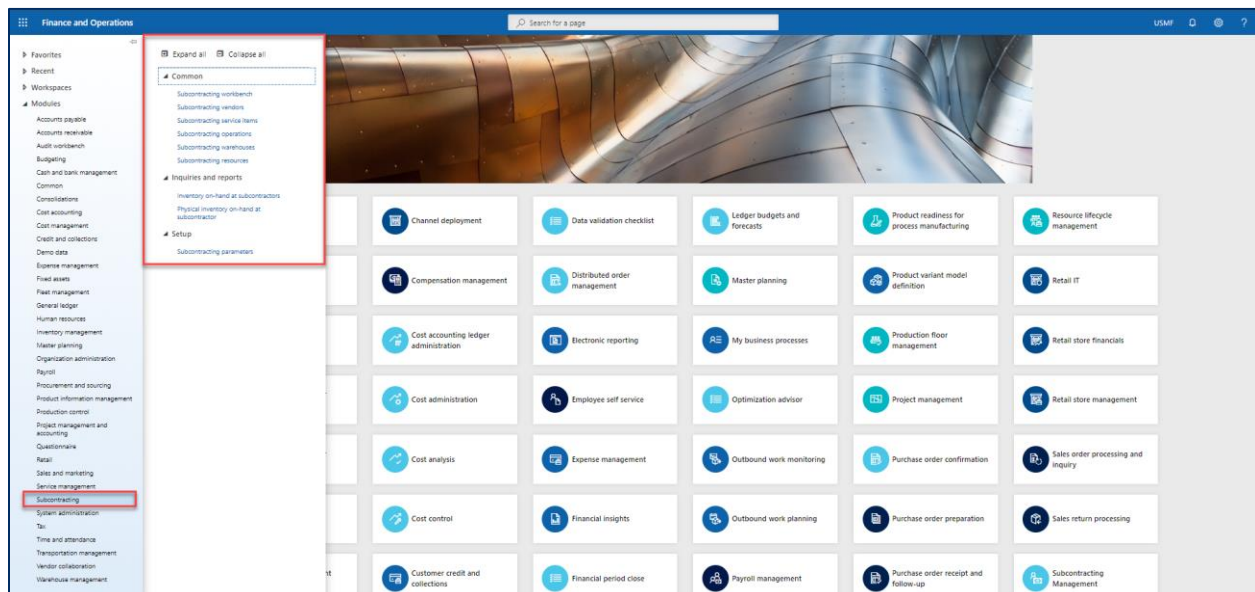 Finance and Operations
Search for a page
USMF
?
Favorites
Recent
Workspaces
Modules
Accounts payable
Accounts receivable
Audit workbench
Budgeting
Cash and bank management
Common
Consolidations
Cost accounting
Cost management
Credit and collections
Demo data
Expense management
Fixed assets
Fleet management
General ledger
Human resources
Inventory management
Master planning
Organization administration
Payroll
Procurement and sourcing
Product information management
Production control
Project management and
accounting
Questionnaire
Retail
Sales and marketing
Service management
Subcontracting
System administration
Tax
Time and attendance
Transportation management
Vendor collaboration
Warehouse management
Expand all Collapse all
Common
Subcontracting workbench
Subcontracting vendors
Subcontracting service items
Subcontracting operations
Subcontracting warehouses
Subcontracting resources
Inquiries and reports
Inventory on-hand at subcontractors
Physical inventory on-hand at
subcontractor
Setup
Subcontracting parameters
Channel deployment
Data validation checklist
Ledger budgets and
forecasts
Product readiness for
process manufacturing
Resource lifecycle
management
Compensation management
Distributed order
management
Master planning
Product variant model
definition
Retail IT
Cost accounting ledger
administration
Electronic reporting
My business processes
Production floor
management
Retail store financials
Cost administration
Employee self service
Optimization advisor
Project management
Retail store management
Cost analysis
Expense management
Outbound work monitoring
Purchase order confirmation
Sales order processing and
inquiry
Cost control
Financial insights
Outbound work planning
Purchase order preparation
Sales return processing
nt
Customer credit and
collections
Financial period close
Payroll management
Purchase order receipt and
follow-up
Subcontracting
Management